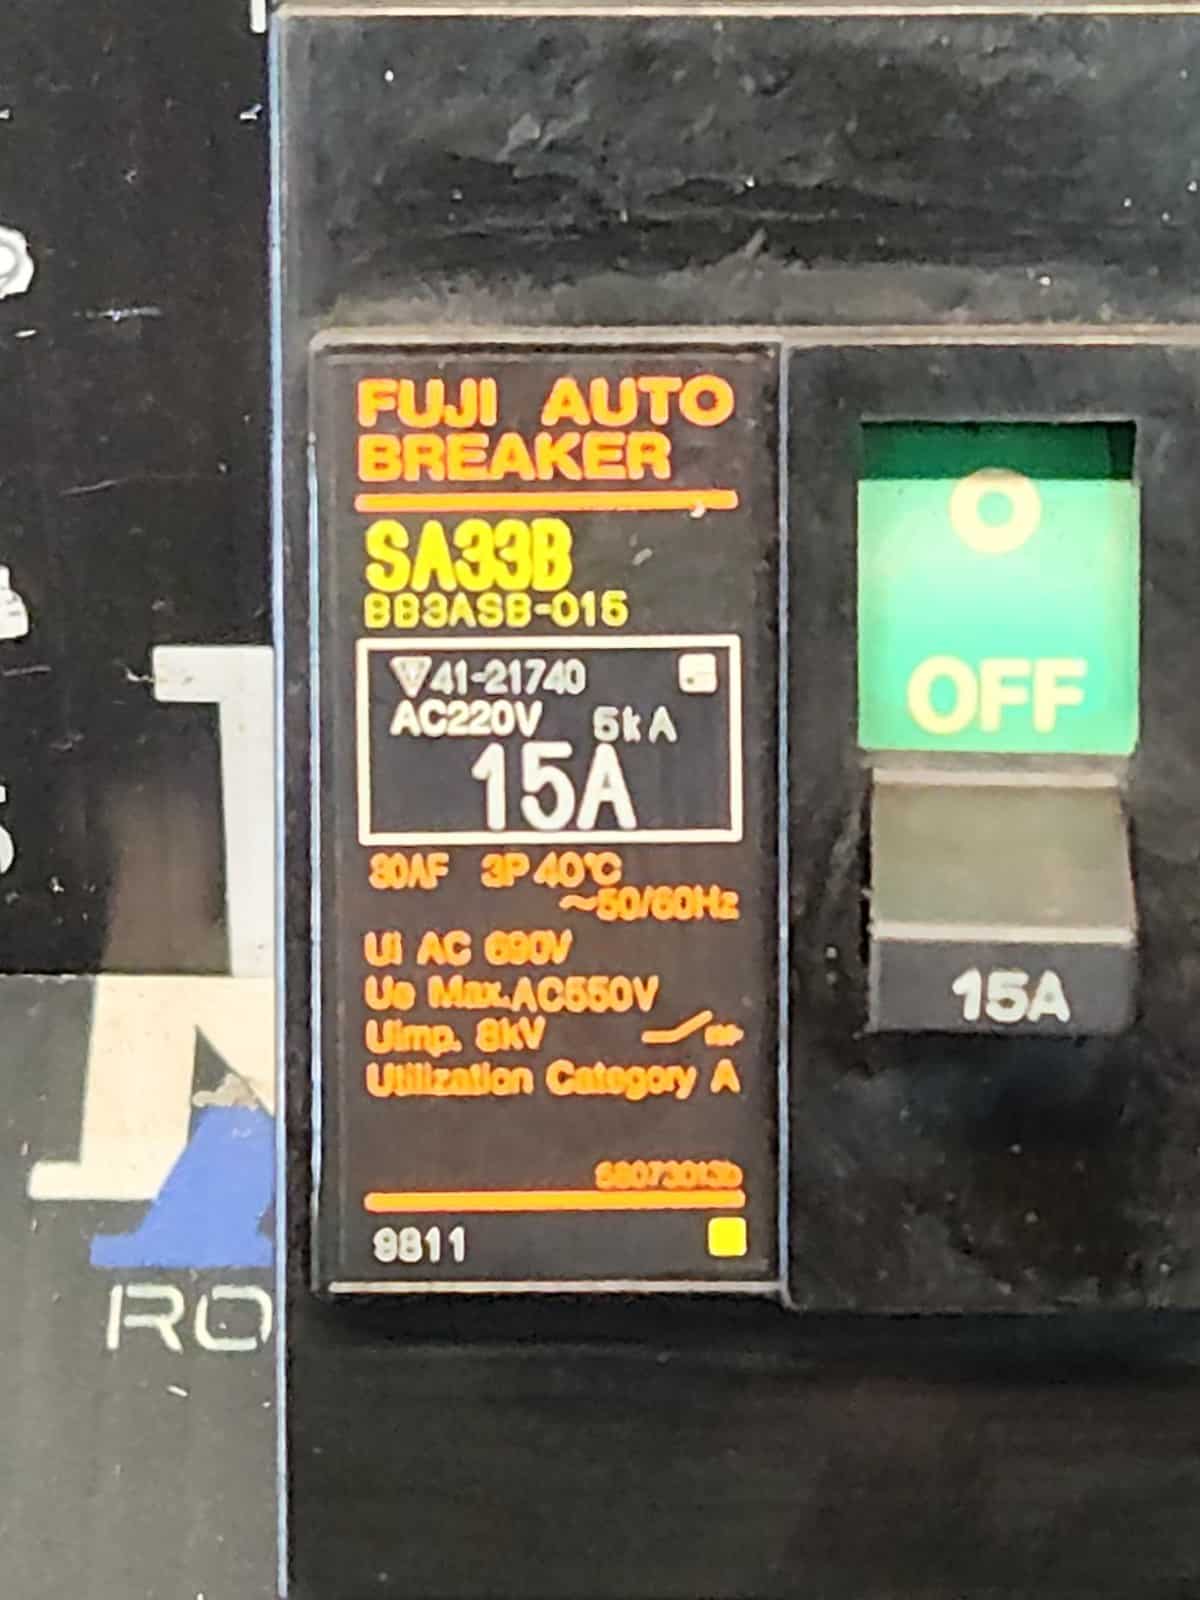 FUJI AUTO
BREAKER
SA33B
BB3ASB-015
41-21740
AC220V 5kA
15A
30AF 3P 40℃
~50/60Hz
Ui AC 690V
Ue Max.AC550V
Uimp. 8kV
Utilization Category A
9811
O
OFF
15A
RO